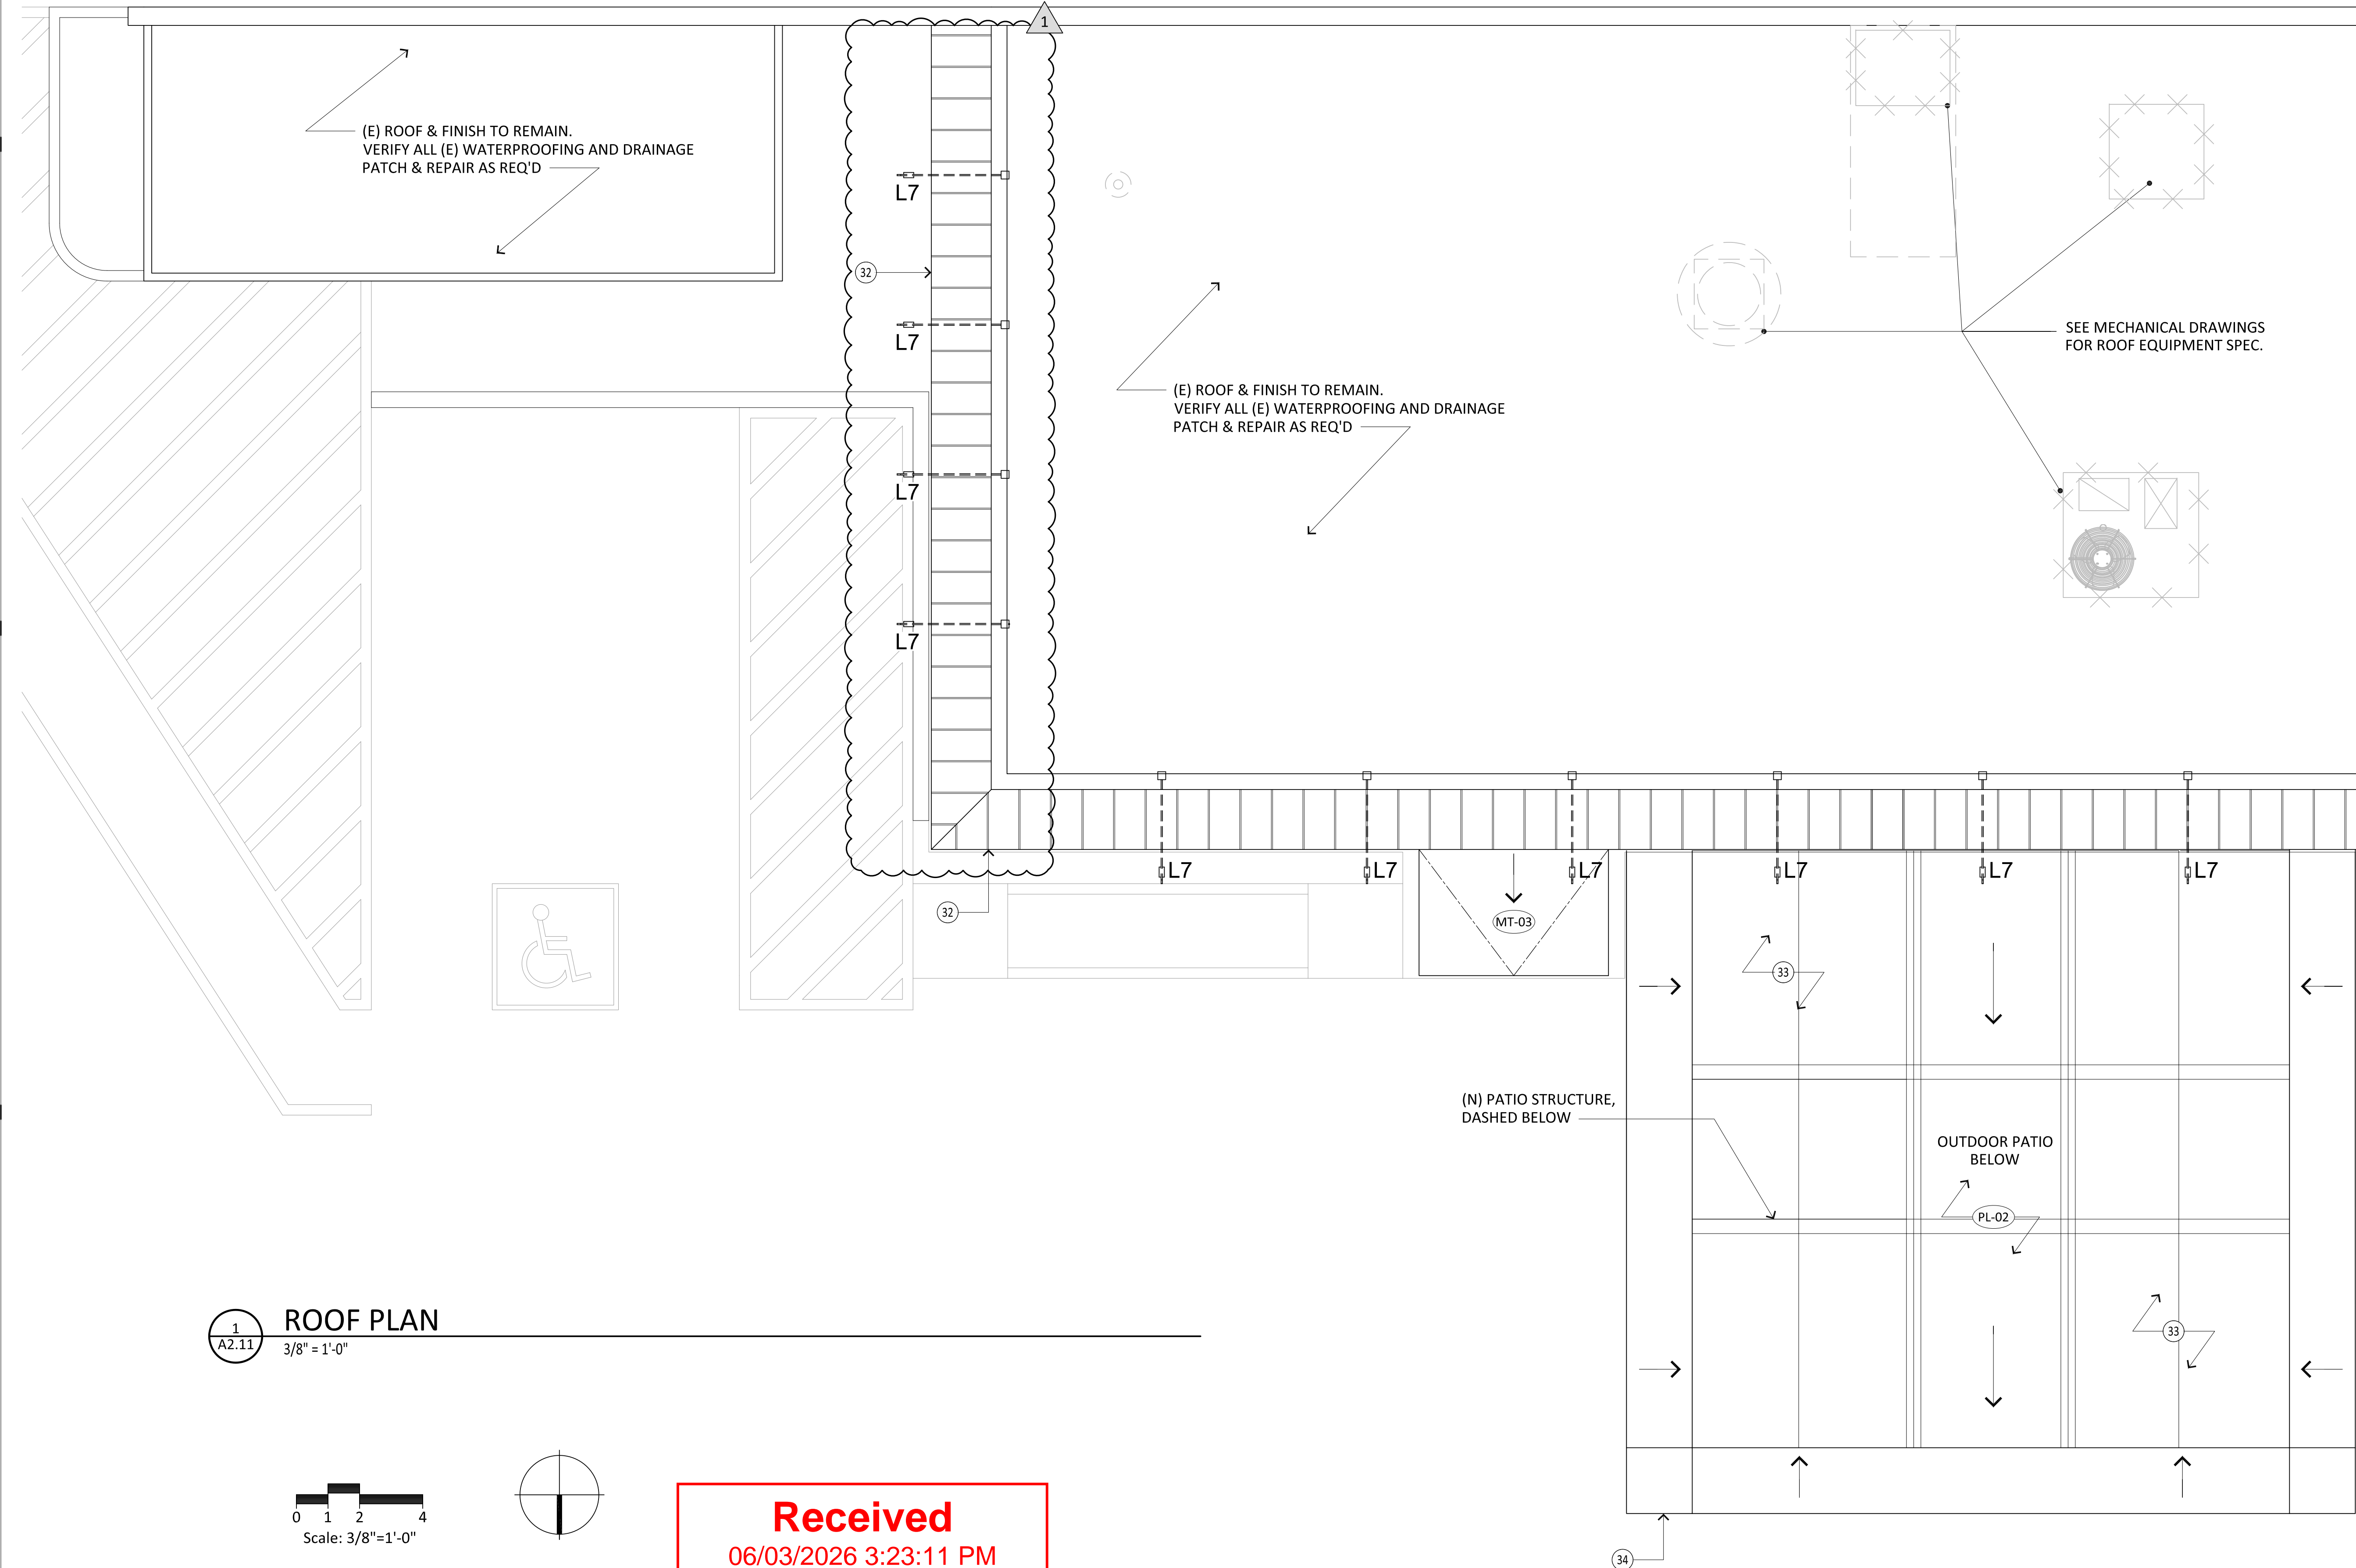 1
(E) ROOF & FINISH TO REMAIN.
VERIFY ALL (E) WATERPROOFING AND DRAINAGE
PATCH & REPAIR AS REQ'D
L7
32
L7
SEE MECHANICAL DRAWINGS
FOR ROOF EQUIPMENT SPEC.
(E) ROOF & FINISH TO REMAIN.
VERIFY ALL (E) WATERPROOFING AND DRAINAGE
PATCH & REPAIR AS REQ'D
L7
L7
L7
L7
L7
L7
L7
L7
32
MT-03
33
(N) PATIO STRUCTURE,
DASHED BELOW
OUTDOOR PATIO
BELOW
PL-02
33
1
A2.11
ROOF PLAN
3/8" = 1'-0"
0 1 2 4
Scale: 3/8"=1'-0"
Received
06/03/2026 3:23:11 PM
34